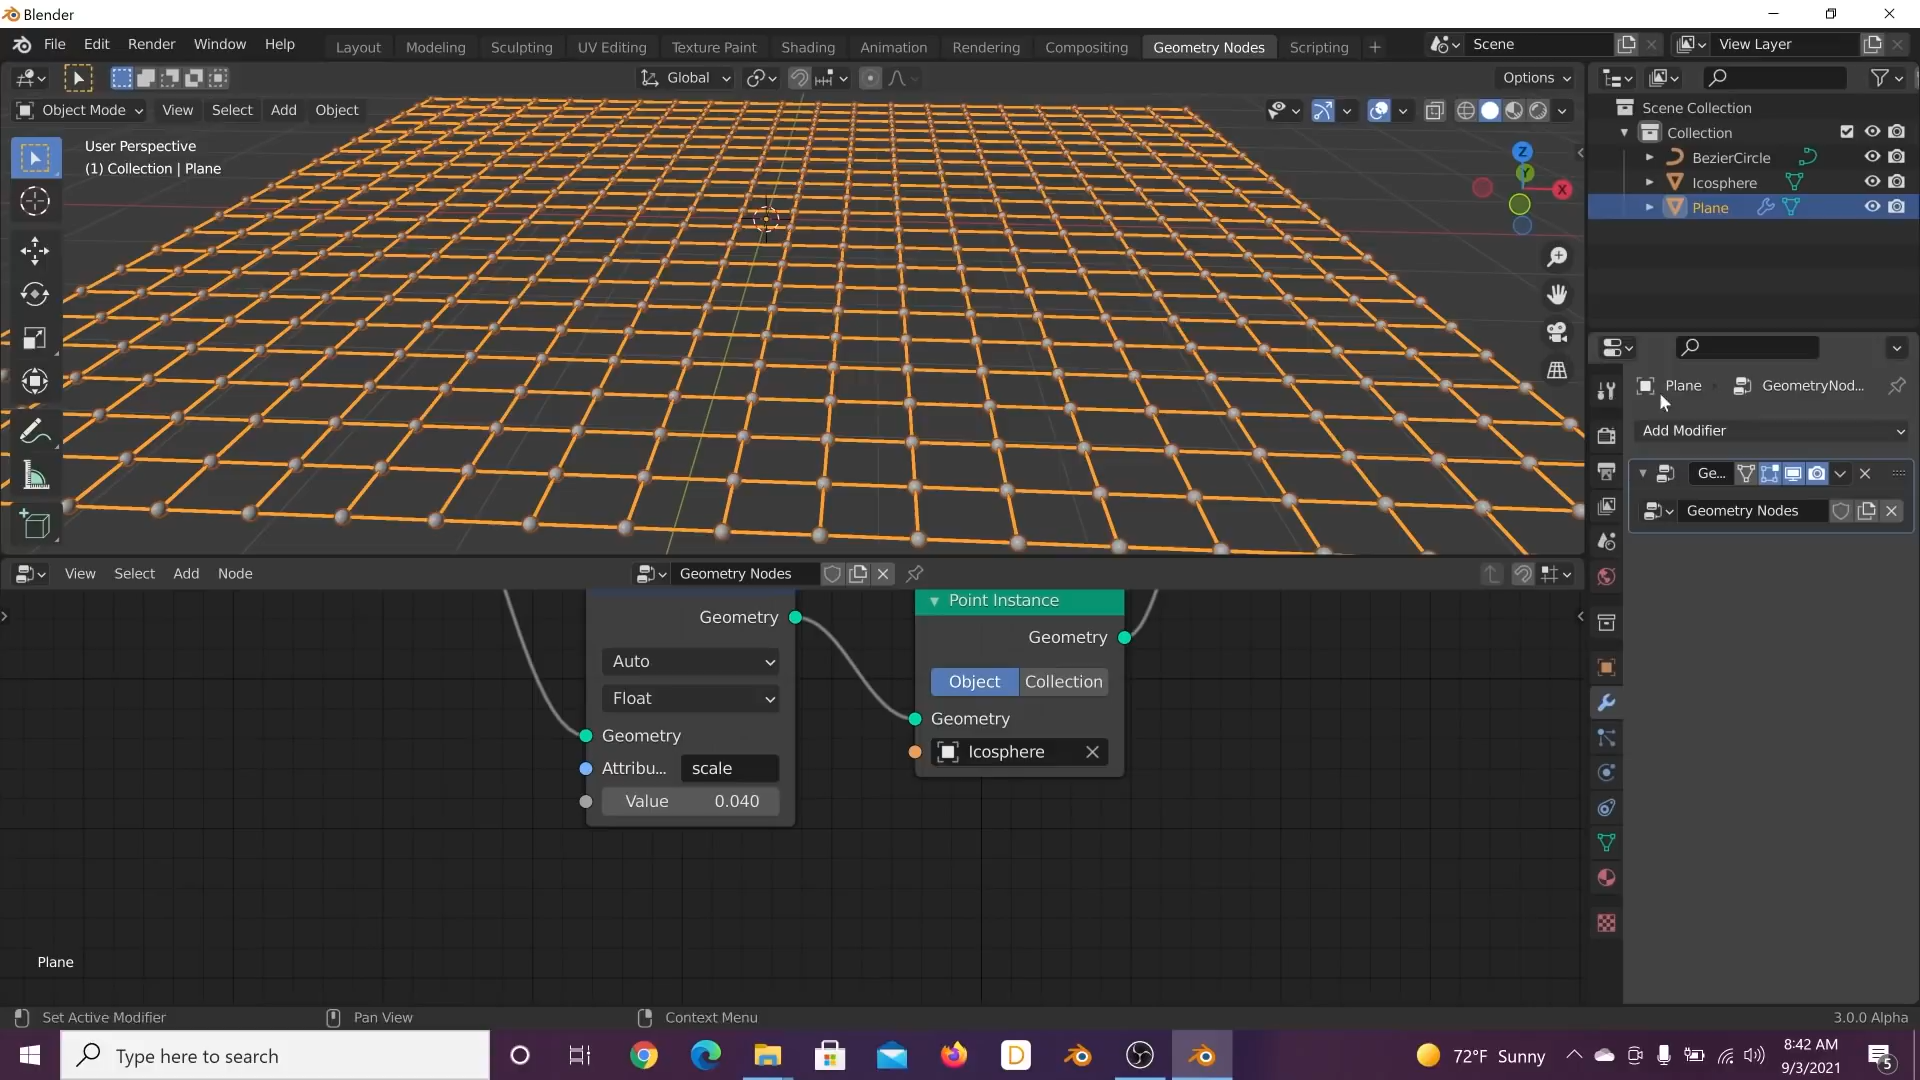 Blender
File Edit Render Window Help Layout Modeling Sculpting UV Editing Texture Paint Shading Animation Rendering Compositing Geometry Nodes Scripting + Scene View Layer
Global Options
Object Mode View Select Add Object
User Perspective
(1) Collection | Plane
Z
Y
X
Scene Collection
Collection
BezierCircle
Icosphere
Plane
Plane GeometryNod...
Add Modifier
Ge...
Geometry Nodes
View Select Add Node Geometry Nodes
Geometry
Auto
Float
Geometry
Attribu... scale
Value 0.040
Point Instance
Geometry
Object Collection
Geometry
Icosphere
Plane
Set Active Modifier Pan View Context Menu 3.0.0 Alpha
Type here to search
D
72°F Sunny
8:42 AM
9/3/2021
5